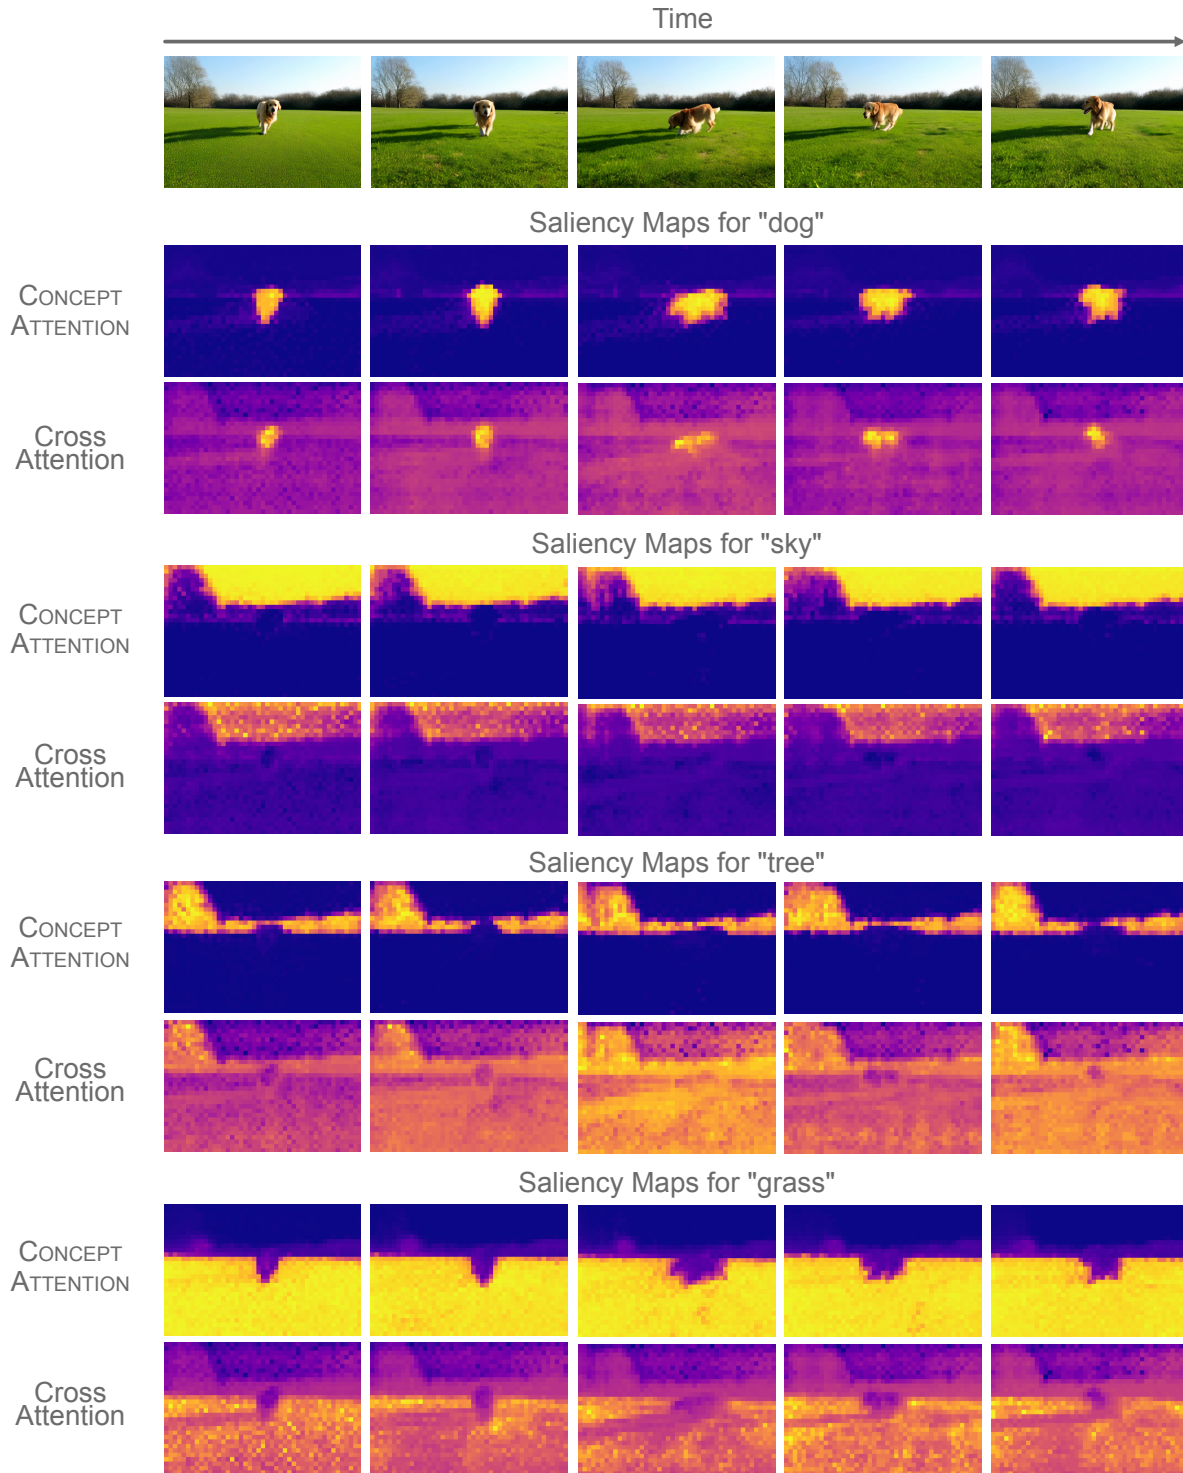 Time
Saliency Maps for "dog"
CONCEPT
ATTENTION
Cross
Attention
Saliency Maps for "sky"
CONCEPT
ATTENTION
Cross
Attention
Saliency Maps for "tree"
CONCEPT
ATTENTION
Cross
Attention
Saliency Maps for "grass"
CONCEPT
ATTENTION
Cross
Attention